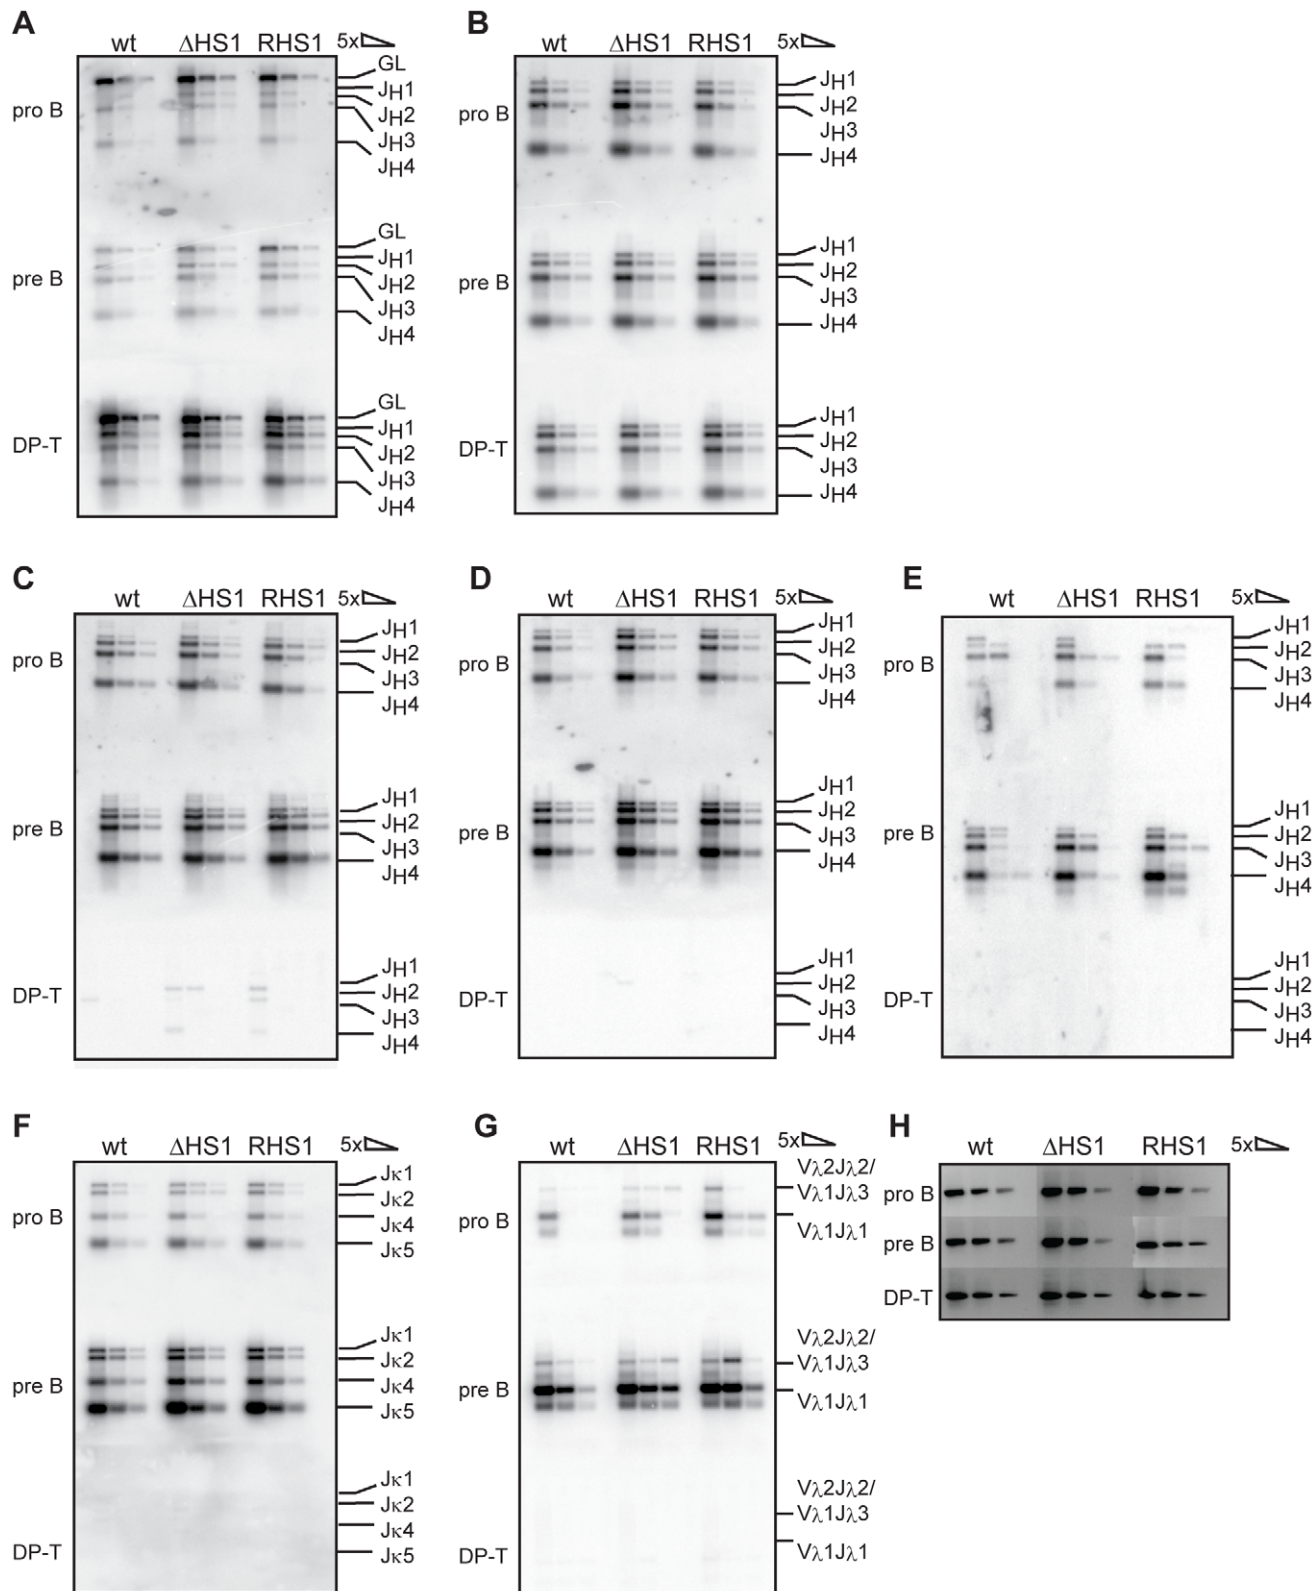 A
wt ΔHS1 RHS1 5x
pro B
GL
JH1
JH2
JH3
JH4
pre B
GL
JH1
JH2
JH3
JH4
DP-T
GL
JH1
JH2
JH3
JH4
B
wt ΔHS1 RHS1 5x
pro B
JH1
JH2
JH3
JH4
pre B
JH1
JH2
JH3
JH4
DP-T
JH1
JH2
JH3
JH4
C
wt ΔHS1 RHS1 5x
pro B
JH1
JH2
JH3
JH4
pre B
JH1
JH2
JH3
JH4
DP-T
JH1
JH2
JH3
JH4
D
wt ΔHS1 RHS1 5x
pro B
JH1
JH2
JH3
JH4
pre B
JH1
JH2
JH3
JH4
DP-T
JH1
JH2
JH3
JH4
E
wt ΔHS1 RHS1 5x
pro B
JH1
JH2
JH3
JH4
pre B
JH1
JH2
JH3
JH4
DP-T
JH1
JH2
JH3
JH4
F
wt ΔHS1 RHS1 5x
pro B
Jκ1
Jκ2
Jκ4
Jκ5
pre B
Jκ1
Jκ2
Jκ4
Jκ5
DP-T
Jκ1
Jκ2
Jκ4
Jκ5
G
wt ΔHS1 RHS1 5x
pro B
Vλ2Jλ2/
Vλ1Jλ3
Vλ1Jλ1
pre B
Vλ2Jλ2/
Vλ1Jλ3
Vλ1Jλ1
DP-T
Vλ2Jλ2/
Vλ1Jλ3
Vλ1Jλ1
H
wt ΔHS1 RHS1 5x
pro B
pre B
DP-T